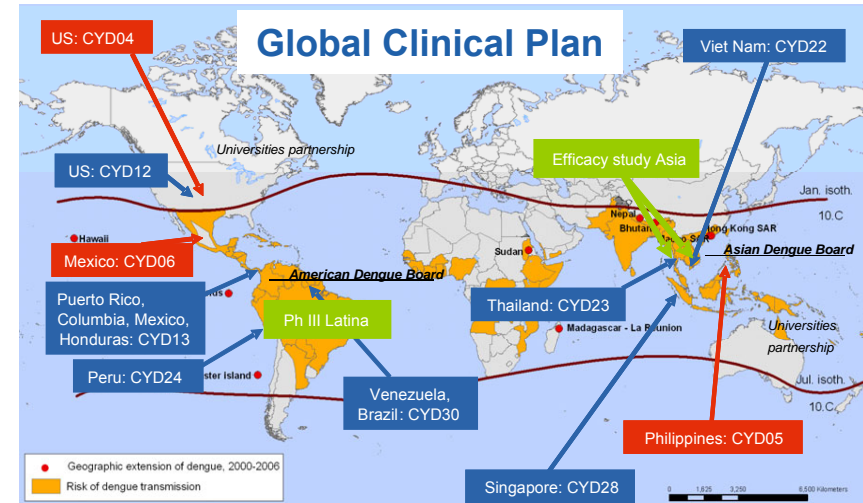 Global Clinical Plan
US: CYD04
Viet Nam: CYD22
Universities partnership
Efficacy study Asia
US: CYD12
Jan. isoth.
10.C
Hawaii
Nepal
Bhutan
ong Kong SAR
SAR
Sudan
Asian Dengue Board
Mexico: CYD06
American Dengue Board
Puerto Rico,
Columbia, Mexico,
Honduras: CYD13
Ph III Latina
Thailand: CYD23
Madagascar - La Reunion
Universities
partnership
Peru: CYD24
ster island
Jul. isoth.
10.C
Venezuela,
Brazil: CYD30
Philippines: CYD05
Singapore: CYD28
Geographic extension of dengue, 2000-2006
Risk of dengue transmission
0 1,625 3,250 6,500 Kilometers